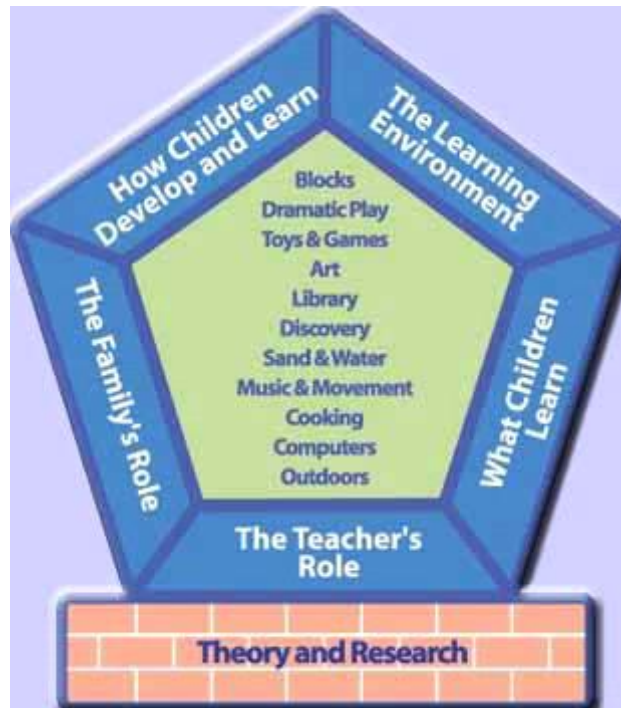 How Children
Develop and Learn
The Learning
Environment
Blocks
Dramatic Play
Toys & Games
Art
Library
Discovery
Sand & Water
Music & Movement
Cooking
Computers
Outdoors
The Family's Role
What Children
Learn
The Teacher's
Role
Theory and Research